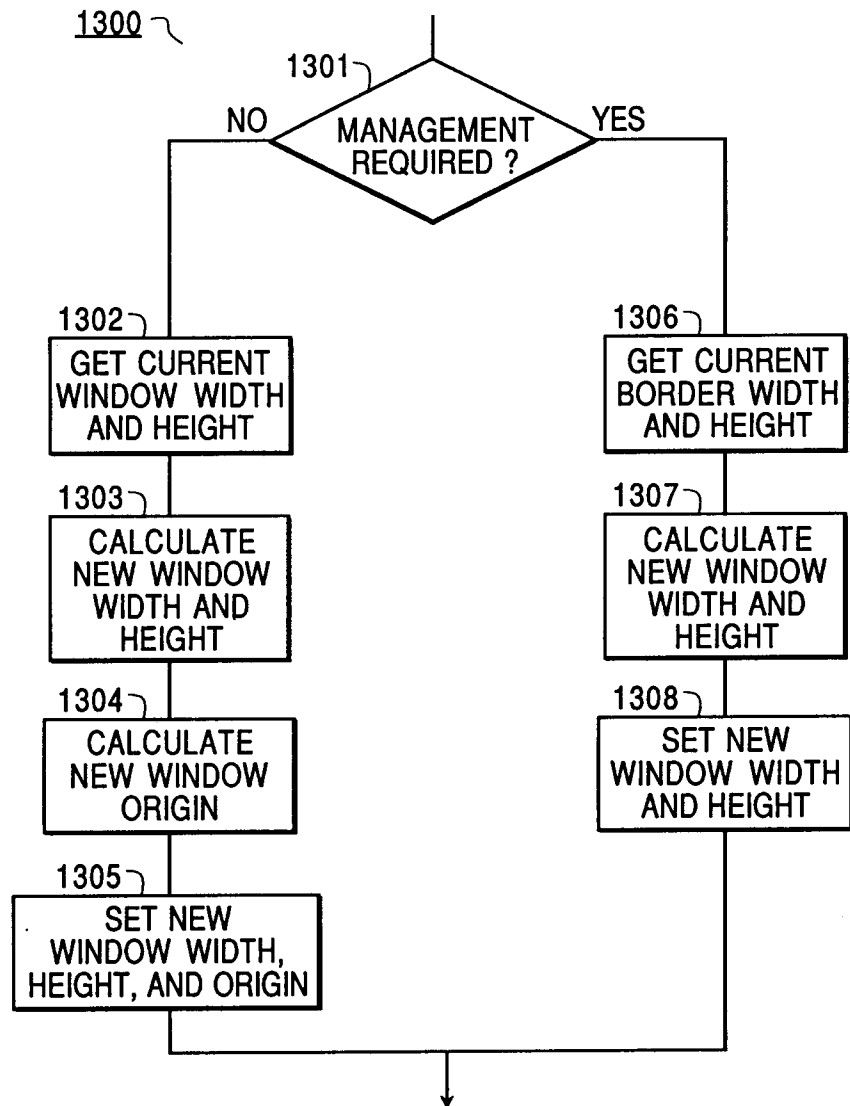 1300
1301
NO
YES
MANAGEMENT
REQUIRED ?
1302
GET CURRENT
WINDOW WIDTH
AND HEIGHT
1303
CALCULATE
NEW WINDOW
WIDTH AND
HEIGHT
1304
CALCULATE
NEW WINDOW
ORIGIN
1305
SET NEW
WINDOW WIDTH,
HEIGHT, AND ORIGIN
1306
GET CURRENT
BORDER WIDTH
AND HEIGHT
1307
CALCULATE
NEW WINDOW
WIDTH AND
HEIGHT
1308
SET NEW
WINDOW WIDTH
AND HEIGHT